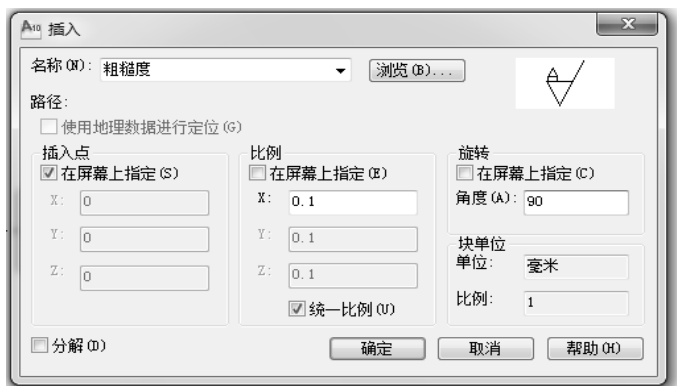 A10 插入
名称(N): 粗糙度 浏览(B)...
A
路径:
使用地理数据进行定位(G)
插入点 比例 旋转
在屏幕上指定(S) 在屏幕上指定(E) 在屏幕上指定(C)
X: 0 X: 0.1 角度(A): 90
Y: 0 Y: 0.1 块单位
单位: 毫米
Z: 0 Z: 0.1 比例: 1
统一比例(U)
分解(D) 确定 取消 帮助(H)